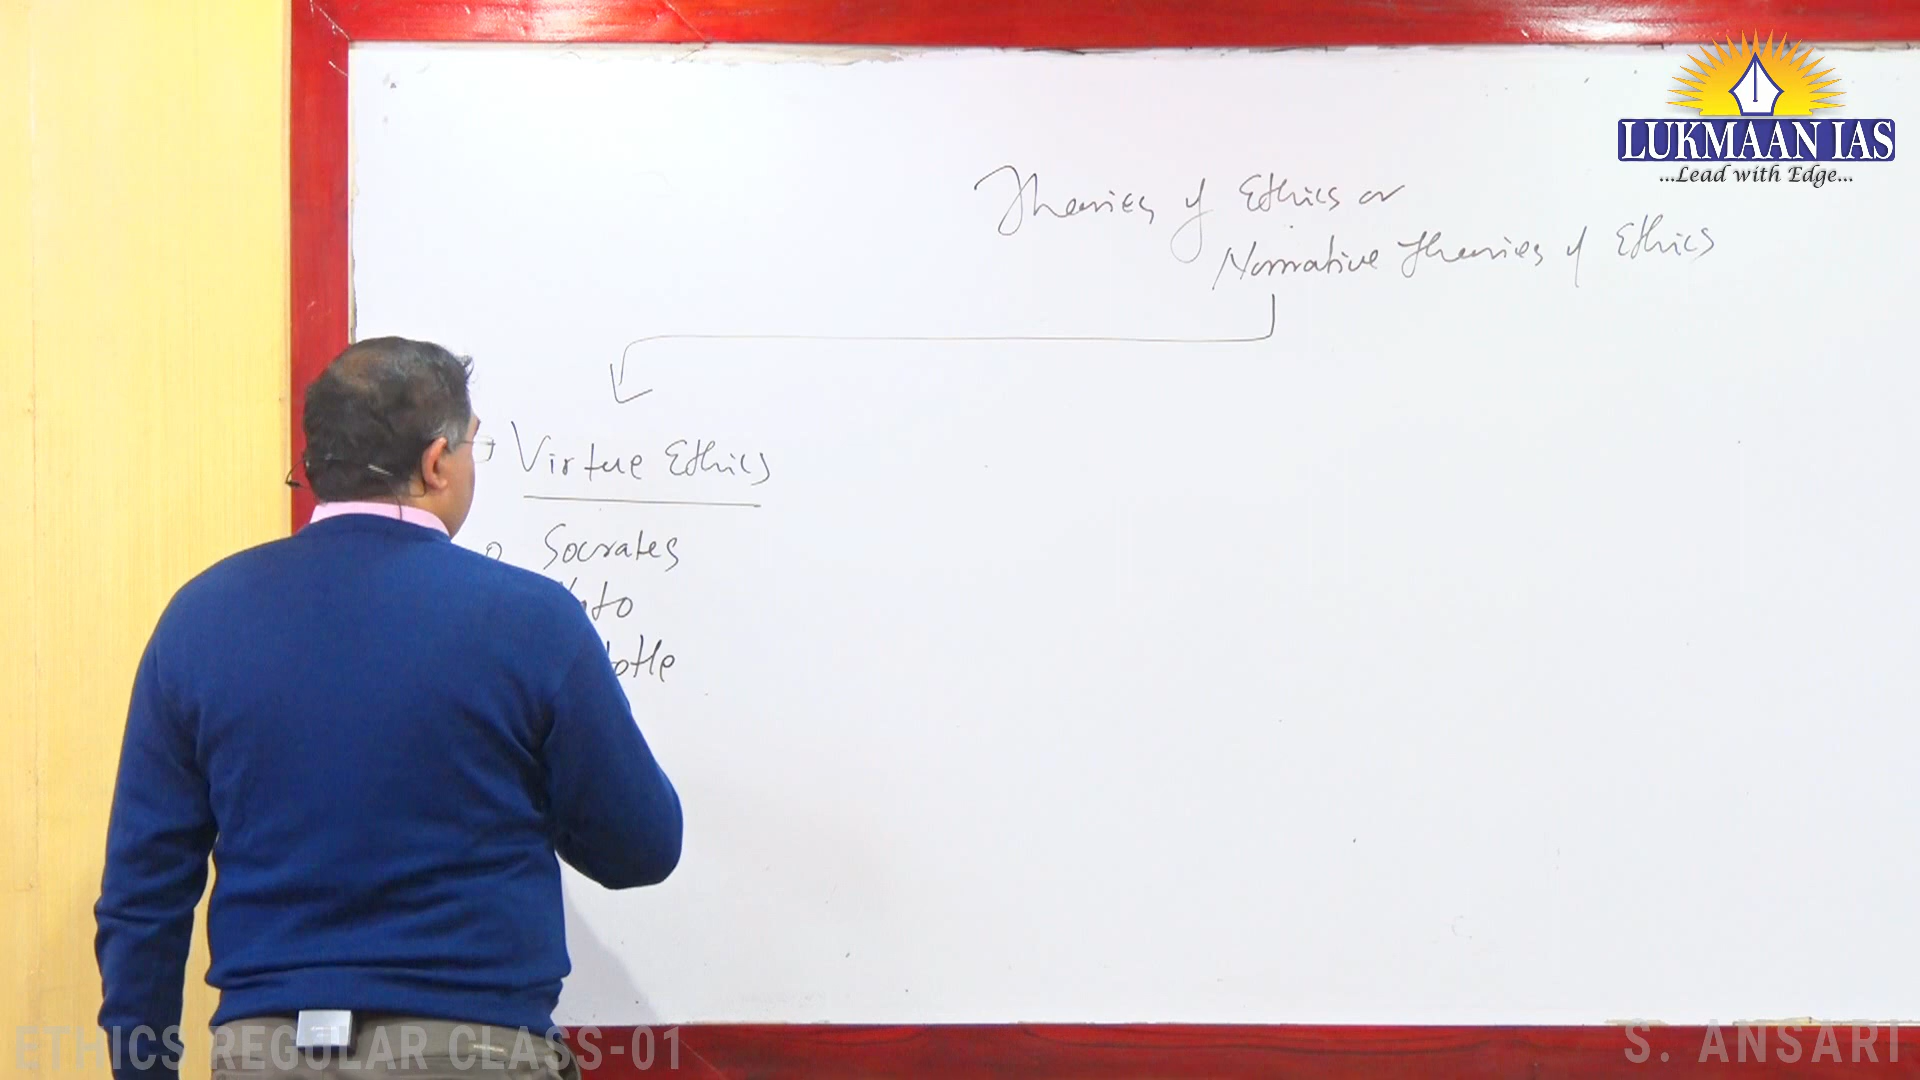 LUKMAAN IAS
...Lead with Edge...
Theories of Ethics or
Normative Theories of Ethics
Virtue Ethics
Socrates
ETHICS REGULAR CLASS-01
S. ANSARI